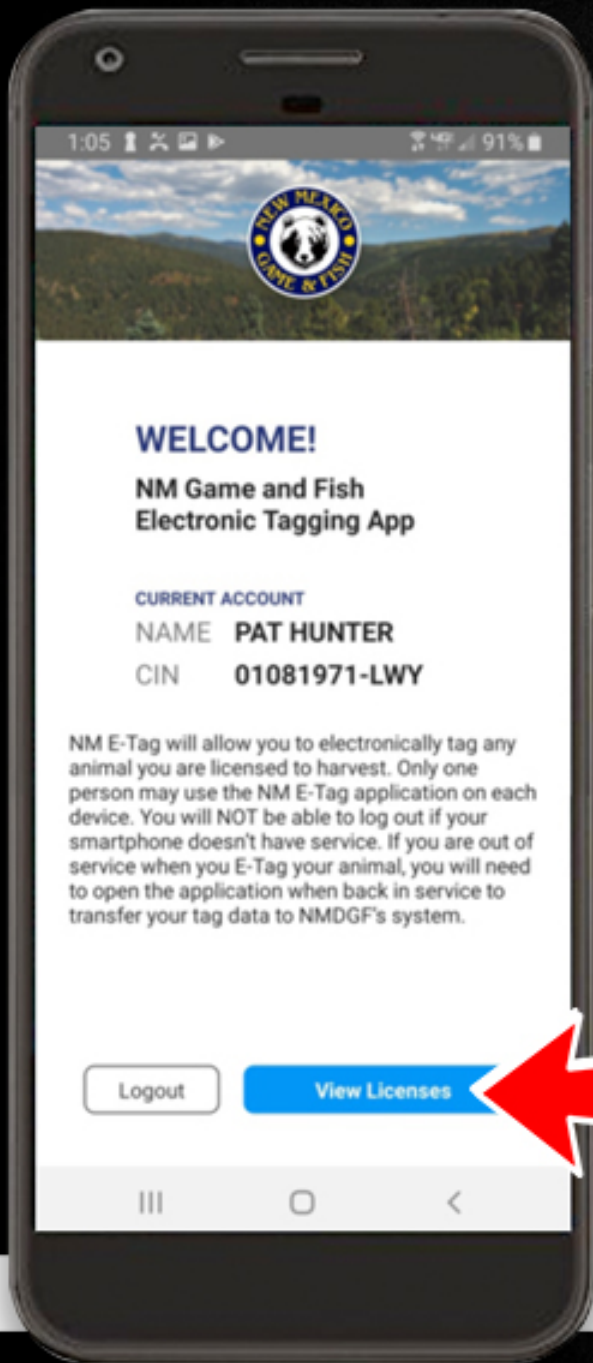 1:05
91%
NEW MEXICO
GAME & FISH
WELCOME!
NM Game and Fish
Electronic Tagging App
CURRENT ACCOUNT
NAME PAT HUNTER
CIN 01081971-LWY
NM E-Tag will allow you to electronically tag any
animal you are licensed to harvest. Only one
person may use the NM E-Tag application on each
device. You will NOT be able to log out if your
smartphone doesn't have service. If you are out of
service when you E-Tag your animal, you will need
to open the application when back in service to
transfer your tag data to NMDGF's system.
Logout
View Licenses